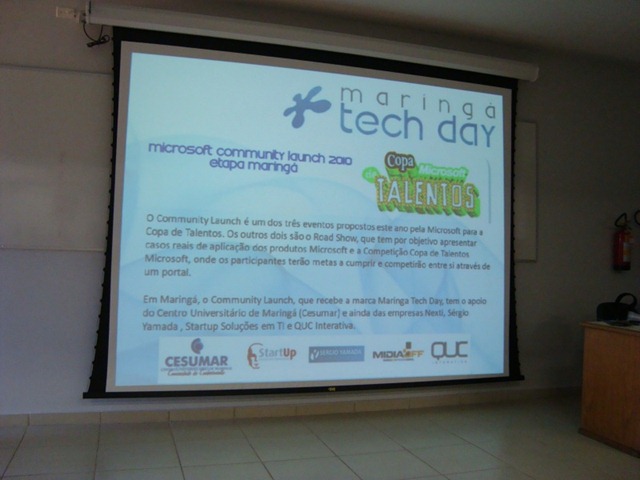 maringá
tech day
microsoft community launch 2010
etapa maringá
Copa
de Microsoft
TALENTOS
O Community Launch é um dos três eventos propostos este ano pela Microsoft para a
Copa de Talentos. Os outros dois são o Road Show, que tem por objetivo apresentar
casos reais de aplicação dos produtos Microsoft e a Competição Copa de Talentos
Microsoft, onde os participantes terão metas a cumprir e competirão entre si através de
um portal.
Em Maringá, o Community Launch, que recebe a marca Maringa Tech Day, tem o apoio
do Centro Universitário de Maringá (Cesumar) e ainda das empresas Nexti, Sérgio
Yamada , Startup Soluções em TI e QUC Interativa.
CESUMAR
StartUp
SERGIO YAMADA
MIDIA OFF
QUC